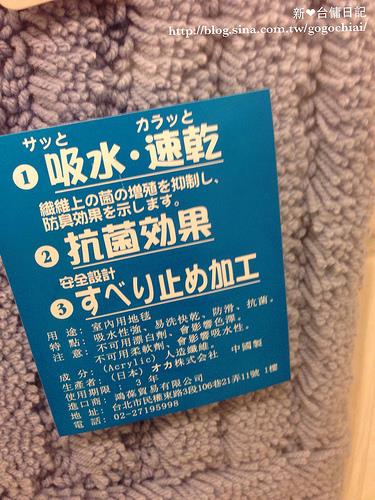 新❤台傭日記
http://blog.sina.com.tw/gogochiai/
サッと カラッと
1 吸水・速乾
繊維上の菌の増殖を抑制し、
防臭効果を示します。
2 抗菌効果
安全設計
3 すべり止め加工
用 途: 室內用地毯
特 點: 吸水性強、易洗快乾、防滑、抗菌。
注 意: 不可用漂白劑、會影響色澤。
不可用柔軟劑、會影響吸水性。
成 分: (Acrylic) 人造纖維。
生產者: (日本) オカ株式会社 中國製
使用期限: 3 年
進口商: 鴻葆貿易有限公司
地 址: 台北市民權東路3段106巷21弄11號 1樓
電 話: 02-27195998